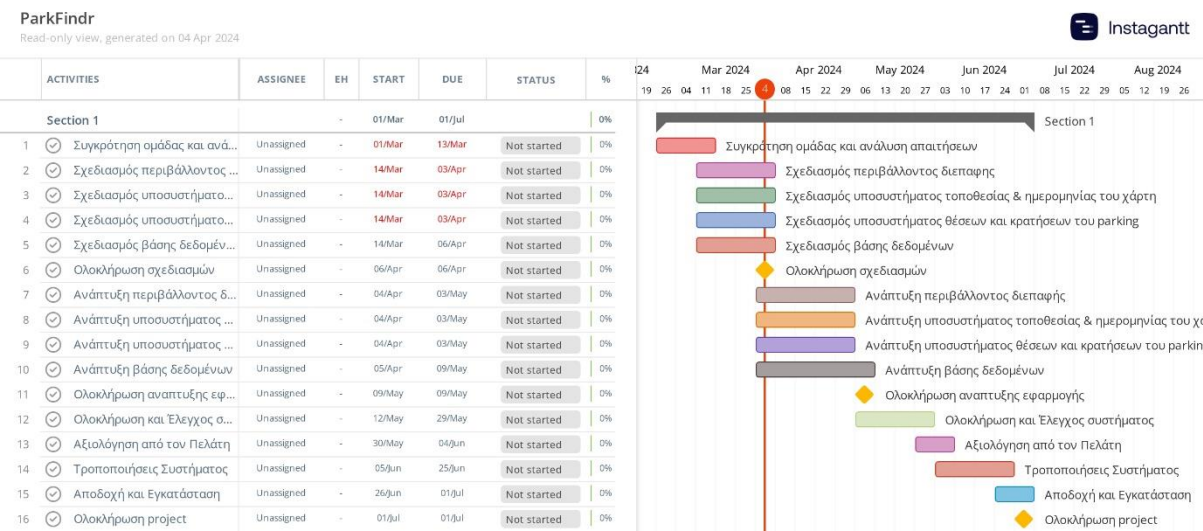 ParkFindr
Read-only view, generated on 04 Apr 2024
Instagantt
ACTIVITIES ASSIGNEE EH START DUE STATUS %
'24 Mar 2024 Apr 2024 May 2024 Jun 2024 Jul 2024 Aug 2024
19 26 04 11 18 25 4 08 15 22 29 06 13 20 27 03 10 17 24 01 08 15 22 29 05 12 19 26
Section 1 - 01/Mar 01/Jul 0% Section 1
1 Συγκρότηση ομάδας και ανά... Unassigned - 01/Mar 13/Mar Not started 0% Συγκρότηση ομάδας και ανάλυση απαιτήσεων
2 Σχεδιασμός περιβάλλοντος ... Unassigned - 14/Mar 03/Apr Not started 0% Σχεδιασμός περιβάλλοντος διεπαφης
3 Σχεδιασμός υποσυστήματο... Unassigned - 14/Mar 03/Apr Not started 0% Σχεδιασμός υποσυστήματος τοποθεσίας & ημερομηνίας του χάρτη
4 Σχεδιασμός υποσυστήματο... Unassigned - 14/Mar 03/Apr Not started 0% Σχεδιασμός υποσυστήματος θέσεων και κρατήσεων του parking
5 Σχεδιασμός βάσης δεδομέν... Unassigned - 14/Mar 06/Apr Not started 0% Σχεδιασμός βάσης δεδομένων
6 Ολοκλήρωση σχεδιασμών Unassigned - 06/Apr 06/Apr Not started 0% Ολοκλήρωση σχεδιασμών
7 Ανάπτυξη περιβάλλοντος δ... Unassigned - 04/Apr 03/May Not started 0% Ανάπτυξη περιβάλλοντος διεπαφής
8 Ανάπτυξη υποσυστήματος ... Unassigned - 04/Apr 03/May Not started 0% Ανάπτυξη υποσυστήματος τοποθεσίας & ημερομηνίας του χα
9 Ανάπτυξη υποσυστήματος ... Unassigned - 04/Apr 03/May Not started 0% Ανάπτυξη υποσυστήματος θέσεων και κρατήσεων του parkin
10 Ανάπτυξη βάσης δεδομένων Unassigned - 05/Apr 09/May Not started 0% Ανάπτυξη βάσης δεδομένων
11 Ολοκλήρωση αναπτυξης εφ... Unassigned - 09/May 09/May Not started 0% Ολοκλήρωση αναπτυξης εφαρμογής
12 Ολοκλήρωση και Έλεγχος σ... Unassigned - 12/May 29/May Not started 0% Ολοκλήρωση και Έλεγχος συστήματος
13 Αξιολόγηση από τον Πελάτη Unassigned - 30/May 04/Jun Not started 0% Αξιολόγηση από τον Πελάτη
14 Τροποποιήσεις Συστήματος Unassigned - 05/Jun 25/Jun Not started 0% Τροποποιήσεις Συστήματος
15 Αποδοχή και Εγκατάσταση Unassigned - 26/Jun 01/Jul Not started 0% Αποδοχή και Εγκατάσταση
16 Ολοκλήρωση project Unassigned - 01/Jul 01/Jul Not started 0% Ολοκλήρωση project